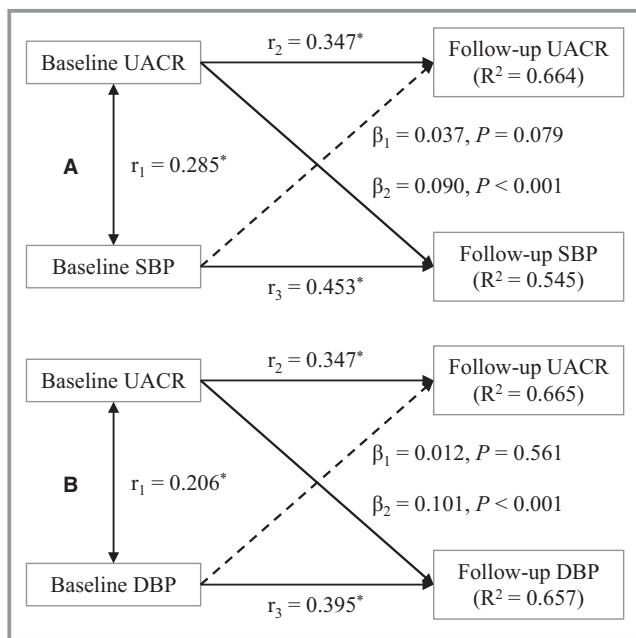 r₂ = 0.347*
Baseline UACR
Follow-up UACR
(R² = 0.664)
β₁ = 0.037, P = 0.079
A
r₁ = 0.285*
β₂ = 0.090, P < 0.001
Baseline SBP
Follow-up SBP
(R² = 0.545)
r₃ = 0.453*
r₂ = 0.347*
Baseline UACR
Follow-up UACR
(R² = 0.665)
β₁ = 0.012, P = 0.561
B
r₁ = 0.206*
β₂ = 0.101, P < 0.001
Baseline DBP
Follow-up DBP
(R² = 0.657)
r₃ = 0.395*